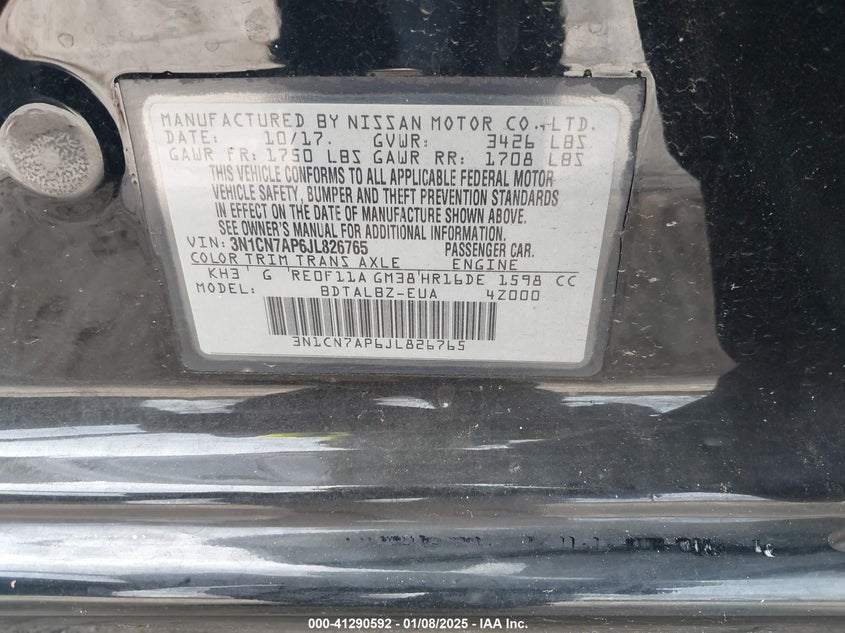 MANUFACTURED BY NISSAN MOTOR CO.,LTD.
DATE: 10/17. GVWR: 3426 LBS
GAWR FR: 1750 LBS GAWR RR: 1708 LBS
THIS VEHICLE CONFORMS TO ALL APPLICABLE FEDERAL MOTOR
VEHICLE SAFETY, BUMPER AND THEFT PREVENTION STANDARDS
IN EFFECT ON THE DATE OF MANUFACTURE SHOWN ABOVE.
SEE OWNER'S MANUAL FOR ADDITIONAL INFORMATION.
VIN: 3N1CN7AP6JL826765 PASSENGER CAR.
COLOR TRIM TRANS AXLE ENGINE
KH3 G RE0F11A GM38 HR16DE 1598 CC
MODEL: BDTALBZ-EUA 4Z000
3N1CN7AP6JL826765
000-41290592 - 01/08/2025 - IAA Inc.